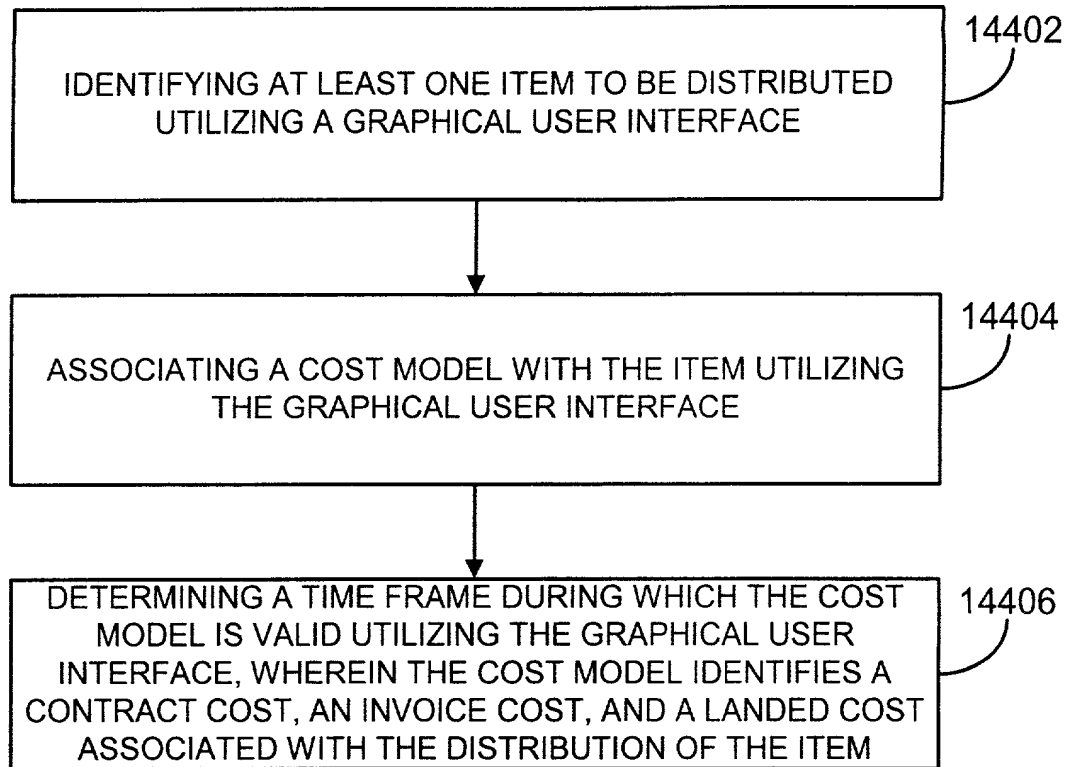 14402
IDENTIFYING AT LEAST ONE ITEM TO BE DISTRIBUTED
UTILIZING A GRAPHICAL USER INTERFACE
14404
ASSOCIATING A COST MODEL WITH THE ITEM UTILIZING
THE GRAPHICAL USER INTERFACE
14406
DETERMINING A TIME FRAME DURING WHICH THE COST
MODEL IS VALID UTILIZING THE GRAPHICAL USER
INTERFACE, WHEREIN THE COST MODEL IDENTIFIES A
CONTRACT COST, AN INVOICE COST, AND A LANDED COST
ASSOCIATED WITH THE DISTRIBUTION OF THE ITEM